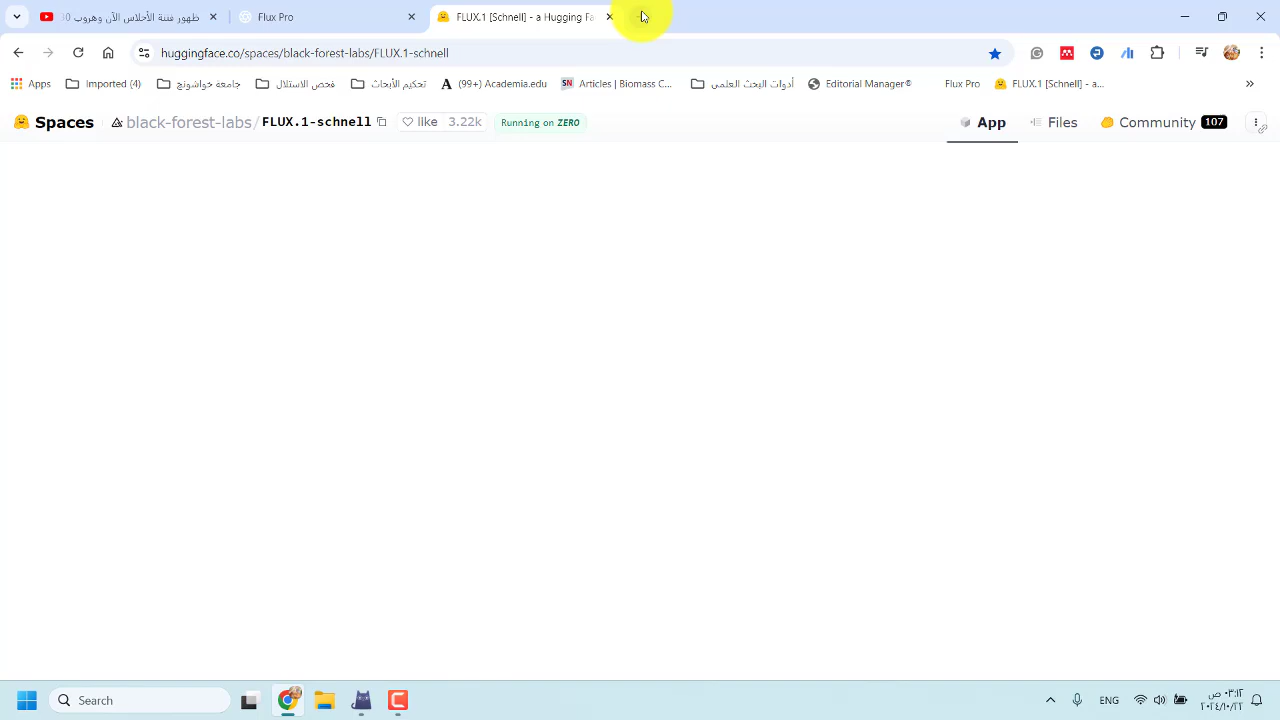 ظهور فتنة الأحلاس الآن وهروب 30
Flux Pro
FLUX.1 [Schnell] - a Hugging Fa
huggingface.co/spaces/black-forest-labs/FLUX.1-schnell
Apps
Imported (4)
جامعه خواشونج
فحص الاستلال
تحكيم الأبحاث
A (99+) Academia.edu
SN Articles | Biomass C...
أدوات البحث العلمي
Editorial Manager®
Flux Pro
FLUX.1 [Schnell] - a...
Spaces
black-forest-labs/FLUX.1-schnell
like 3.22k
Running on ZERO
App
Files
Community 107
Search
ENG